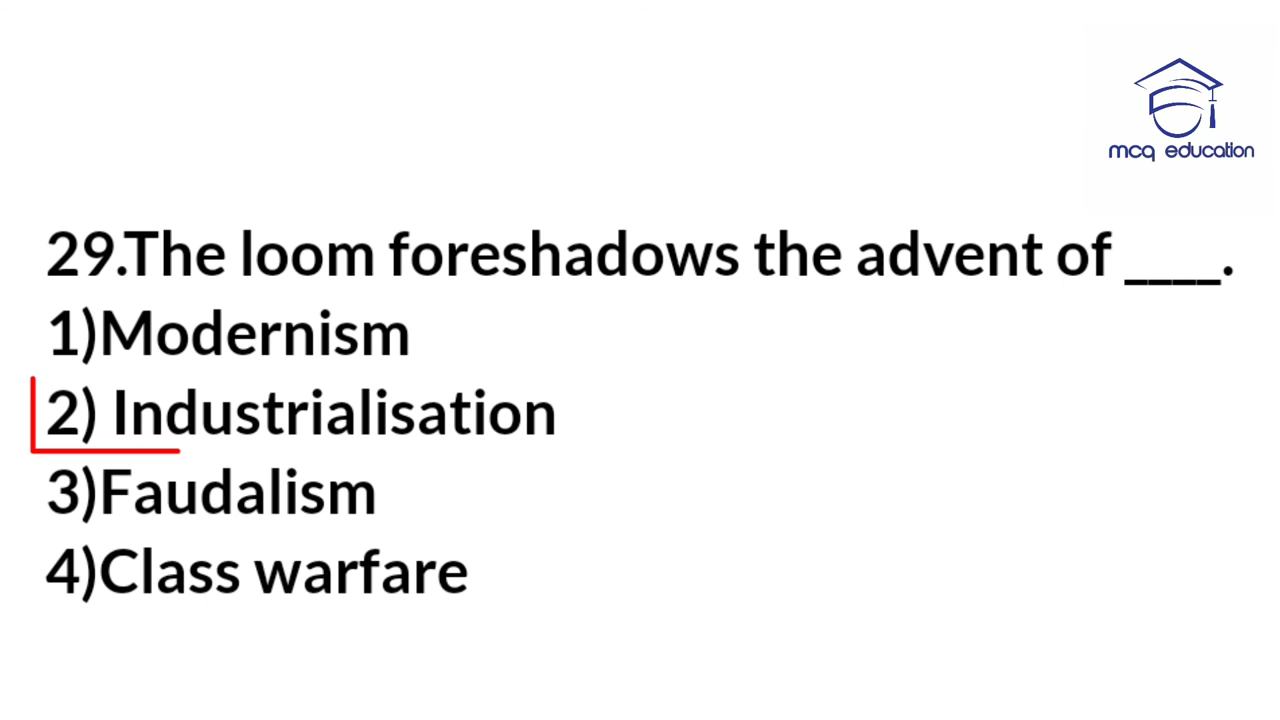 mcq education
29.The loom foreshadows the advent of ____.
1)Modernism
2) Industrialisation
3)Faudalism
4)Class warfare